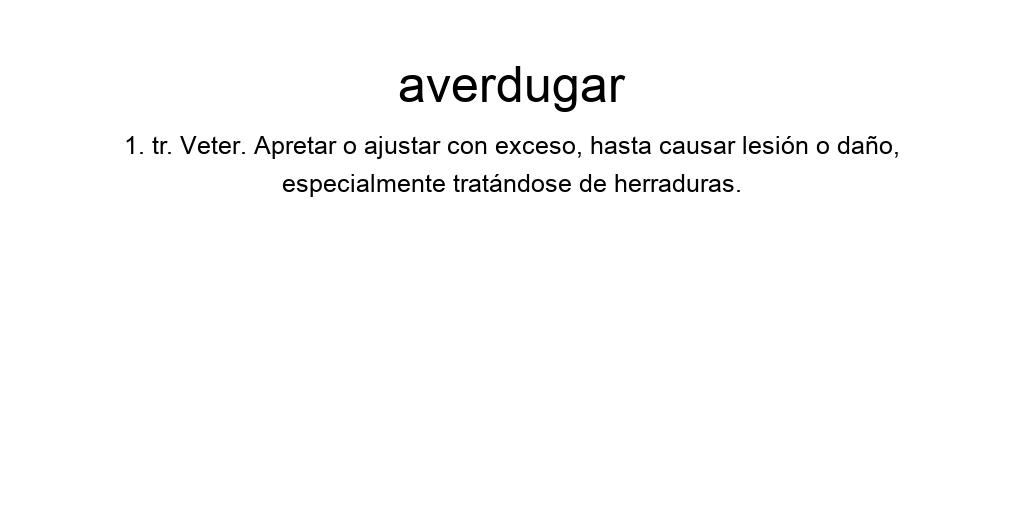 averdugar
1. tr. Veter. Apretar o ajustar con exceso, hasta causar lesión o daño,
especialmente tratándose de herraduras.